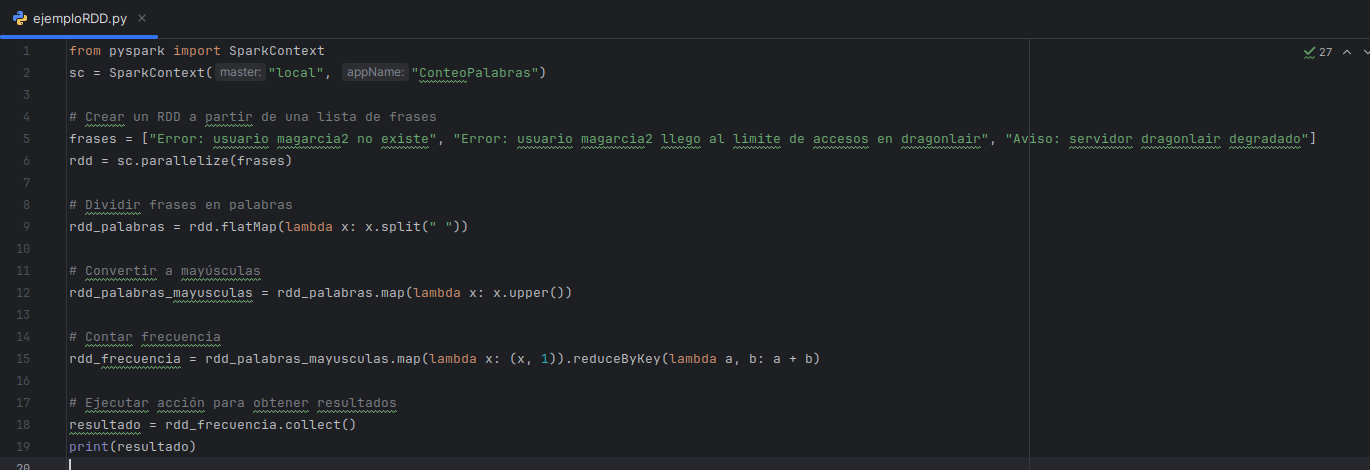 ejemploRDD.py
27
1 from pyspark import SparkContext
2 sc = SparkContext( master: "local", appName: "ConteoPalabras")
3
4 # Crear un RDD a partir de una lista de frases
5 frases = ["Error: usuario magarcia2 no existe", "Error: usuario magarcia2 llego al limite de accesos en dragonlair", "Aviso: servidor dragonlair degradado"]
6 rdd = sc.parallelize(frases)
7
8 # Dividir frases en palabras
9 rdd_palabras = rdd.flatMap(lambda x: x.split(" "))
10
11 # Convertir a mayúsculas
12 rdd_palabras_mayusculas = rdd_palabras.map(lambda x: x.upper())
13
14 # Contar frecuencia
15 rdd_frecuencia = rdd_palabras_mayusculas.map(lambda x: (x, 1)).reduceByKey(lambda a, b: a + b)
16
17 # Ejecutar acción para obtener resultados
18 resultado = rdd_frecuencia.collect()
19 print(resultado)
20